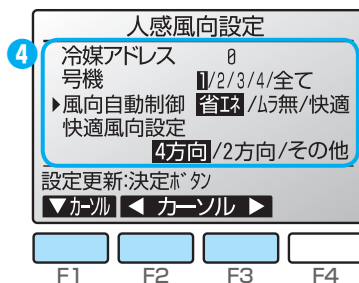 人感風向設定
4
冷媒アドレス 0
号機 1/2/3/4/全て
▶風向自動制御 省エネ/ムラ無/快適
快適風向設定
4方向/2方向/その他
設定更新:決定ボタン
▼カーソル ◀ カーソル ▶
F1 F2 F3 F4